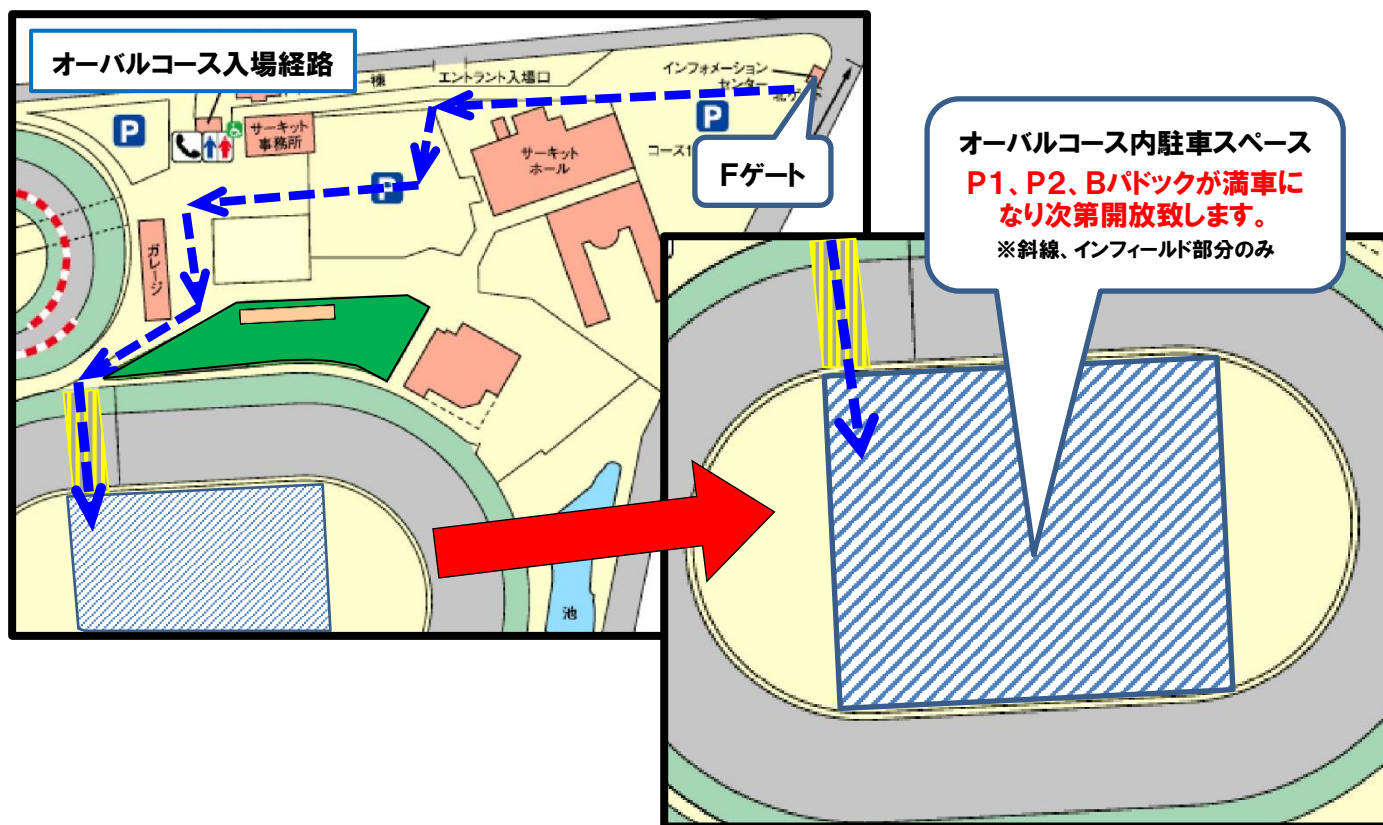 オーバルコース入場経路
棟
エントラント入場口
インフォメーション
センター
P
P
P
サーキット
事務所
サーキット
ホール
Fゲート
ガレージ
池
オーバルコース内駐車スペース
P1、P2、Bパドックが満車に
なり次第開放致します。
※斜線、インフィールド部分のみ